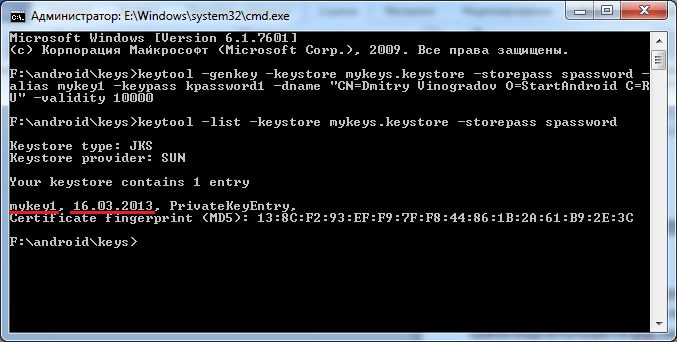 Администратор: E:\Windows\system32\cmd.exe
Microsoft Windows [Version 6.1.7601]
(c) Корпорация Майкрософт (Microsoft Corp.), 2009. Все права защищены.
F:\android\keys>keytool -genkey -keystore mykeys.keystore -storepass spassword -
alias mykey1 -keypass kpassword1 -dname "CN=Dmitry Vinogradov O=StartAndroid C=R
U" -validity 10000
F:\android\keys>keytool -list -keystore mykeys.keystore -storepass spassword
Keystore type: JKS
Keystore provider: SUN
Your keystore contains 1 entry
mykey1, 16.03.2013, PrivateKeyEntry,
Certificate fingerprint (MD5): 13:8C:F2:93:EF:F9:7F:F8:44:86:1B:2A:61:B9:2E:3C
F:\android\keys>